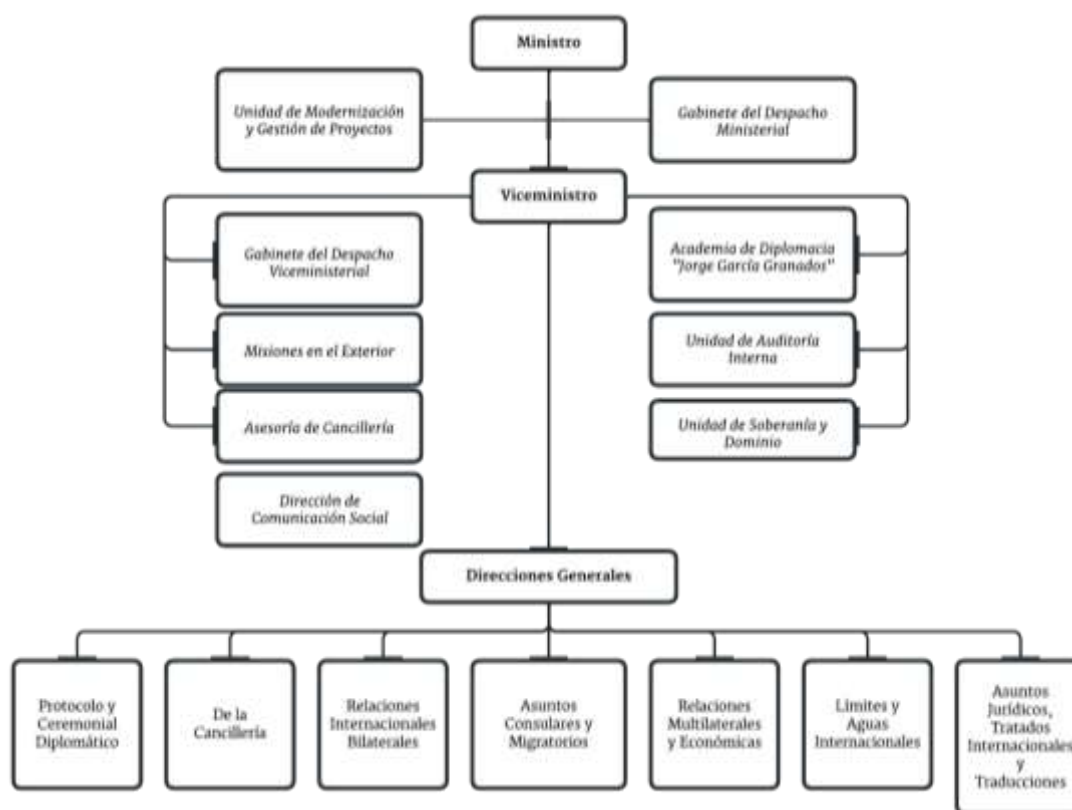 Ministro
Unidad de Modernización
y Gestión de Proyectos
Gabinete del Despacho
Ministerial
Viceministro
Gabinete del Despacho
Viceministerial
Academia de Diplomacia
"Jorge García Granados"
Misiones en el Exterior
Unidad de Auditoría
Interna
Asesoría de Cancillería
Unidad de Soberanía y
Dominio
Dirección de
Comunicación Social
Direcciones Generales
Protocolo y
Ceremonial
Diplomático
De la
Cancillería
Relaciones
Internacionales
Bilaterales
Asuntos
Consulares y
Migratorios
Relaciones
Multilaterales
y Económicas
Límites y
Aguas
Internacionales
Asuntos
Jurídicos,
Tratados
Internacionales
y
Traducciones